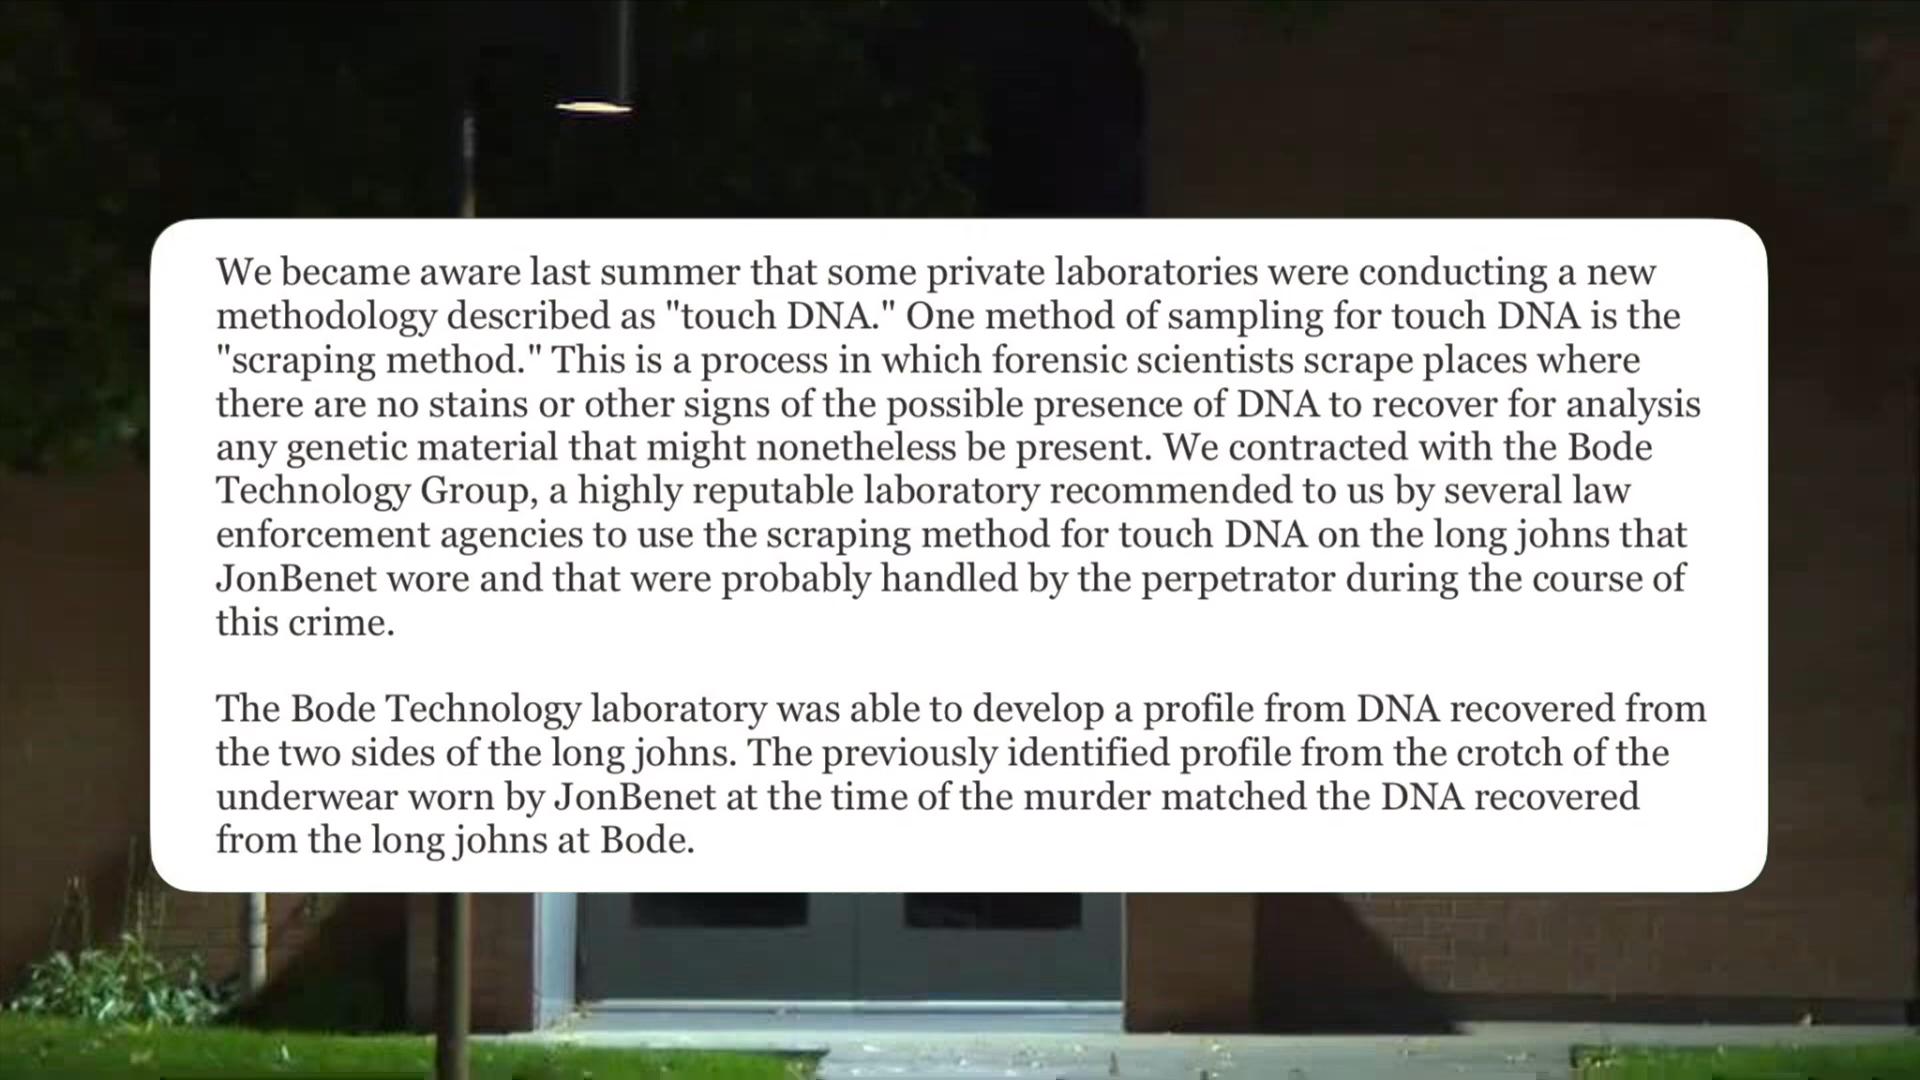 We became aware last summer that some private laboratories were conducting a new
methodology described as "touch DNA." One method of sampling for touch DNA is the
"scraping method." This is a process in which forensic scientists scrape places where
there are no stains or other signs of the possible presence of DNA to recover for analysis
any genetic material that might nonetheless be present. We contracted with the Bode
Technology Group, a highly reputable laboratory recommended to us by several law
enforcement agencies to use the scraping method for touch DNA on the long johns that
JonBenet wore and that were probably handled by the perpetrator during the course of
this crime.
The Bode Technology laboratory was able to develop a profile from DNA recovered from
the two sides of the long johns. The previously identified profile from the crotch of the
underwear worn by JonBenet at the time of the murder matched the DNA recovered
from the long johns at Bode.